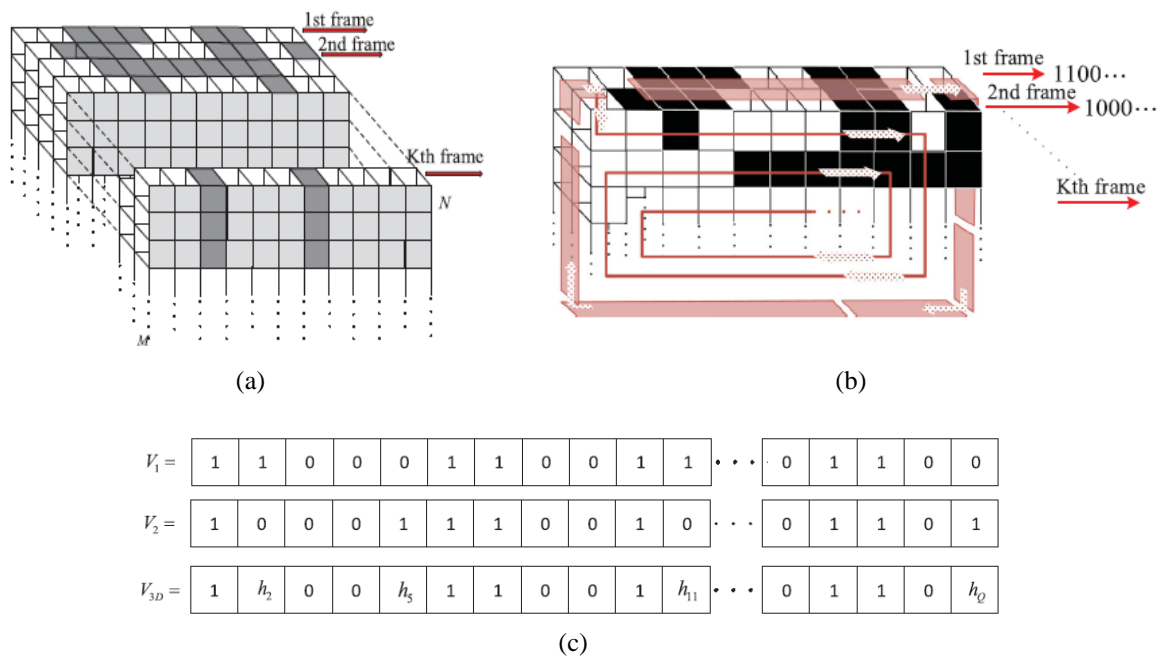 1st frame
2nd frame
Kth frame
N
M
(a)
1st frame
1100···
2nd frame
1000···
Kth frame
(b)
V₁ = 1 1 0 0 0 1 1 0 0 1 1 ··· 0 1 1 0 0
V₂ = 1 0 0 0 1 1 1 0 0 1 0 ··· 0 1 1 0 1
V₃D = 1 h₂ 0 0 h₅ 1 1 0 0 1 h₁₁ ··· 0 1 1 0 h_Q
(c)